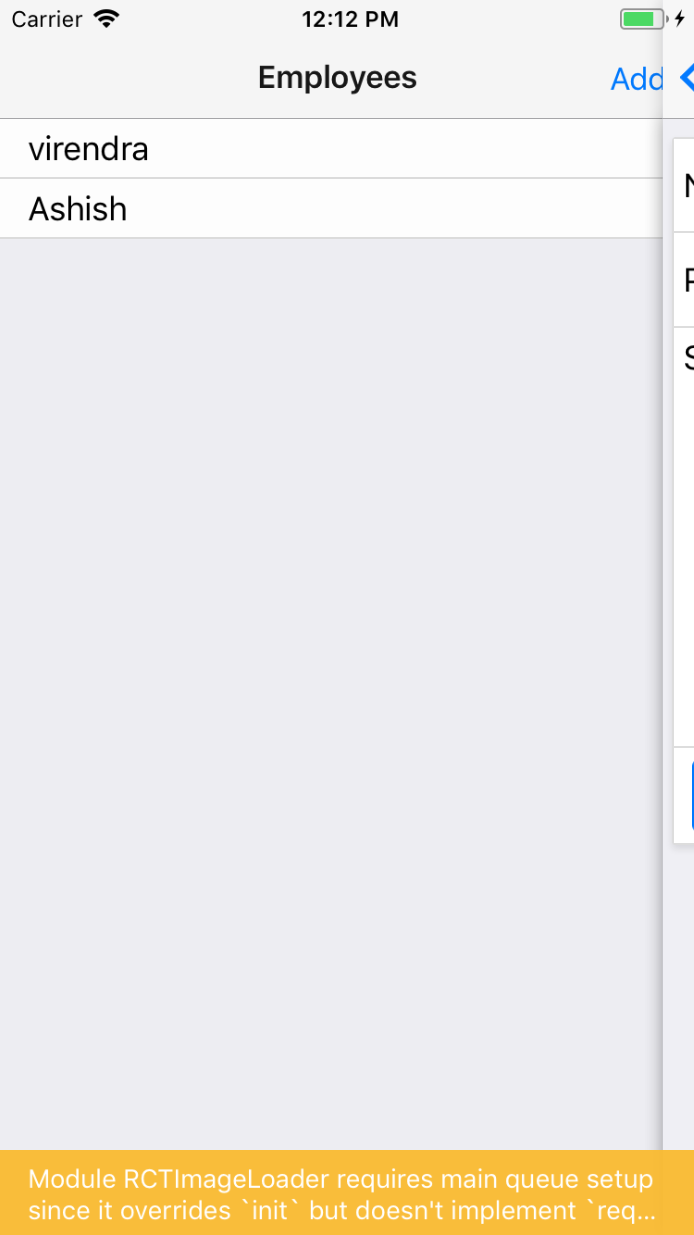 Carrier 12:12 PM
Employees Add
virendra
Ashish
N
P
S
Module RCTImageLoader requires main queue setup
since it overrides `init` but doesn't implement `req...